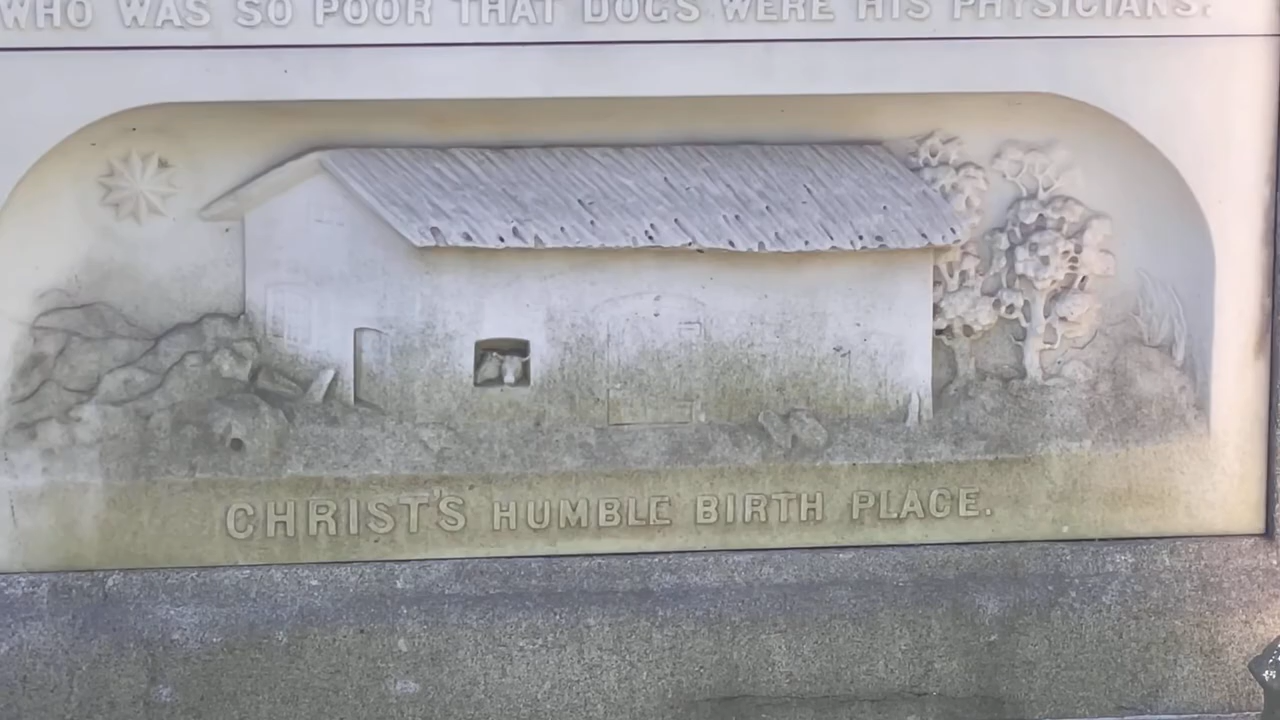 WHO WAS SO POOR THAT DOGS WERE HIS PHYSICIANS.
CHRIST'S HUMBLE BIRTH PLACE.